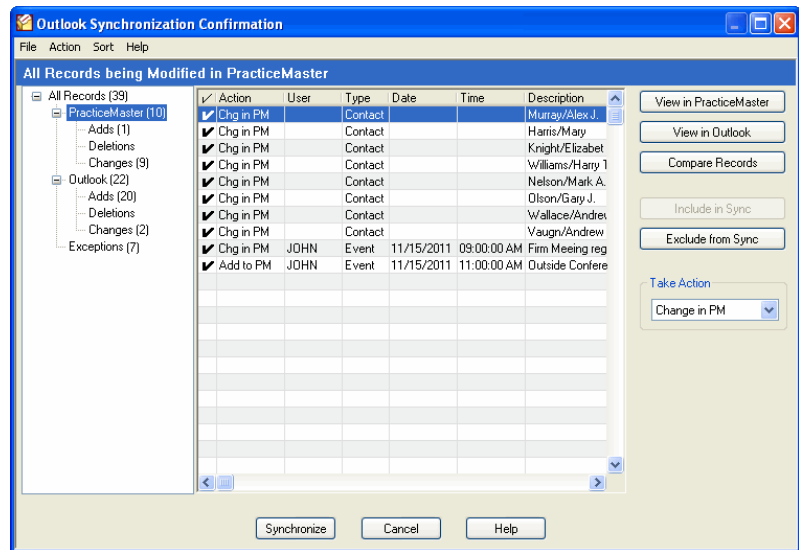 Outlook Synchronization Confirmation
File Action Sort Help
All Records being Modified in PracticeMaster
All Records (39)
PracticeMaster (10)
Adds (1)
Deletions
Changes (9)
Outlook (22)
Adds (20)
Deletions
Changes (2)
Exceptions (7)
Action User Type Date Time Description
Chg in PM Contact Murray/Alex J.
Chg in PM Contact Harris/Mary
Chg in PM Contact Knight/Elizabet
Chg in PM Contact Williams/Harry T
Chg in PM Contact Nelson/Mark A.
Chg in PM Contact Olson/Gary J.
Chg in PM Contact Wallace/Andrew
Chg in PM Contact Vaugn/Andrew
Chg in PM JOHN Event 11/15/2011 09:00:00 AM Firm Meeing reg
Add to PM JOHN Event 11/15/2011 11:00:00 AM Outside Confere
View in PracticeMaster
View in Outlook
Compare Records
Include in Sync
Exclude from Sync
Take Action
Change in PM
Synchronize Cancel Help